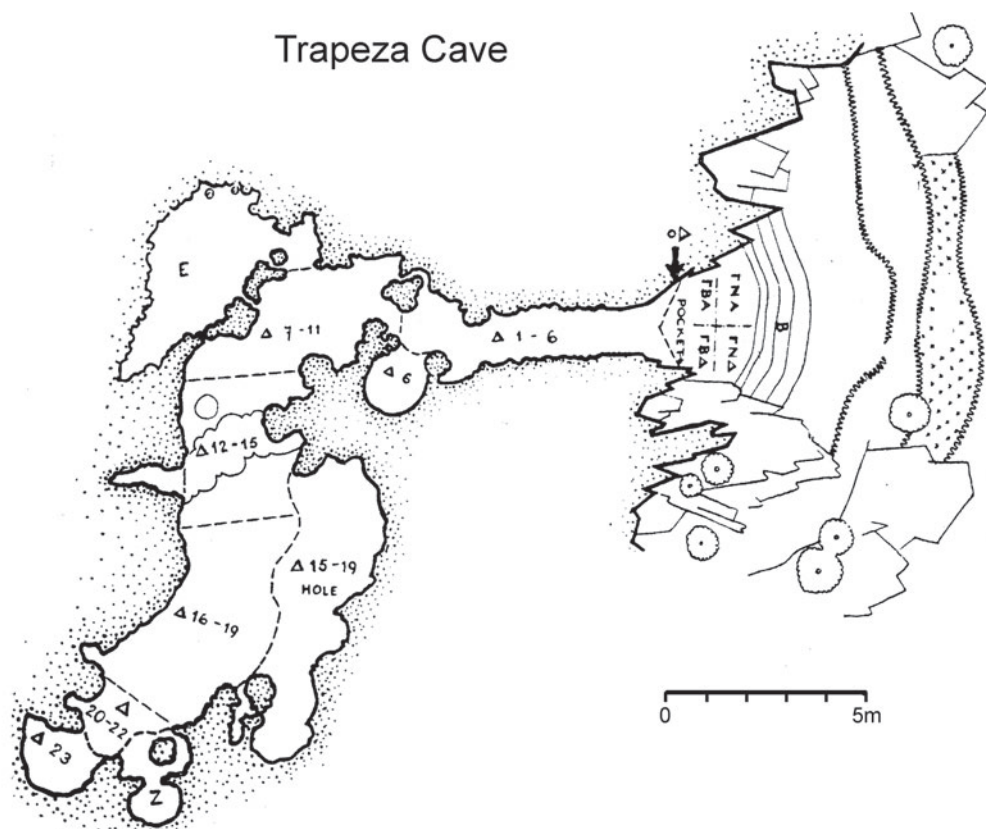 Trapeza Cave
E
Δ 7-11
Δ 1 - 6
Δ 6
POCKET
ΓΒΑ
ΓΝΑ
ΓΒΔ
ΓΝΔ
B
Δ 12-15
Δ 15-19
HOLE
Δ 16-19
Δ
20-22
Δ 23
Z
0
5m